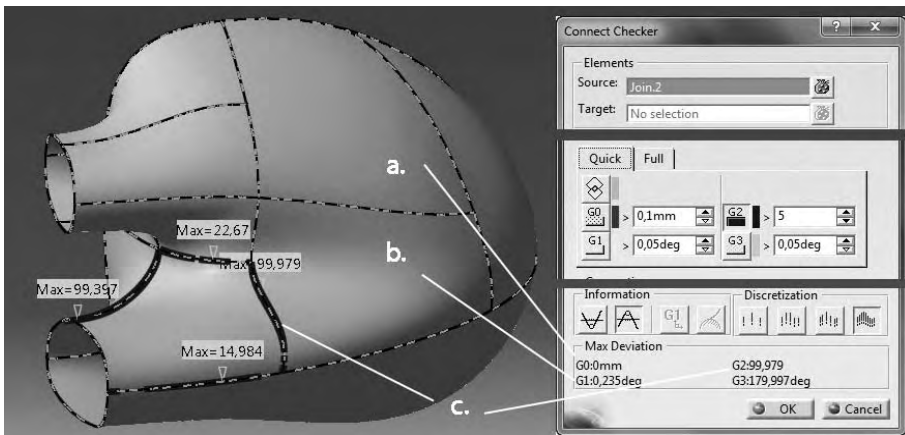 Connect Checker
Elements
Source: Join.2
Target: No selection
Quick Full
G0 > 0,1mm G2 > 5
G1 > 0,05deg G3 > 0,05deg
Information Discretization
G1
Max Deviation
G0:0mm G2:99,979
G1:0,235deg G3:179,997deg
OK Cancel
a.
b.
c.
Max=22,67
Max=99,979
Max=99,397
Max=14,984